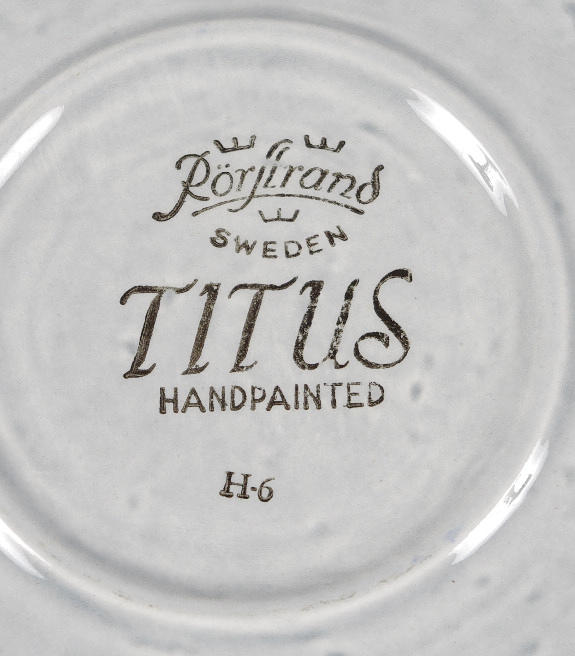 Rörstrand
SWEDEN
TITUS
HANDPAINTED
H-6